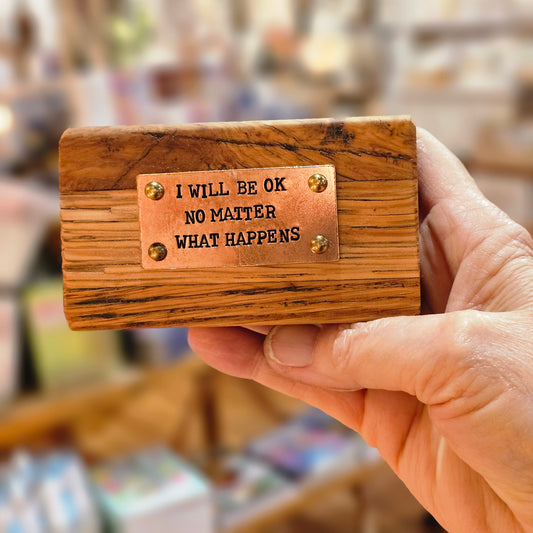 I WILL BE OK
NO MATTER
WHAT HAPPENS